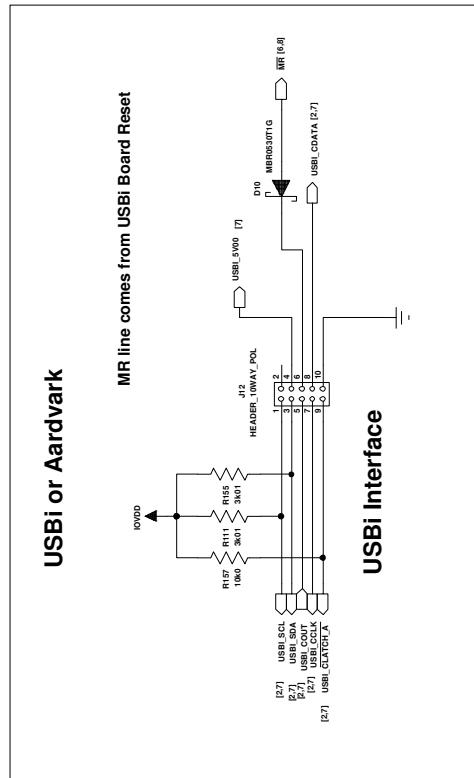 USBi or Aardvark
MR line comes from USBi Board Reset
IOVDD
R157
10k0
R111
3k01
R155
3k01
J12
HEADER_10WAY_POL
1 2
3 4
5 6
7 8
9 10
USBI_5V00 [7]
D10
MBR0530T1G
MR [6,8]
USBI_CDATA [2,7]
[2,7] USBI_SCL
[2,7] USBI_SDA
[2,7] USBI_COUT
[2,7] USBI_CCLK
[2,7] USBI_CLATCH_A
USBi Interface